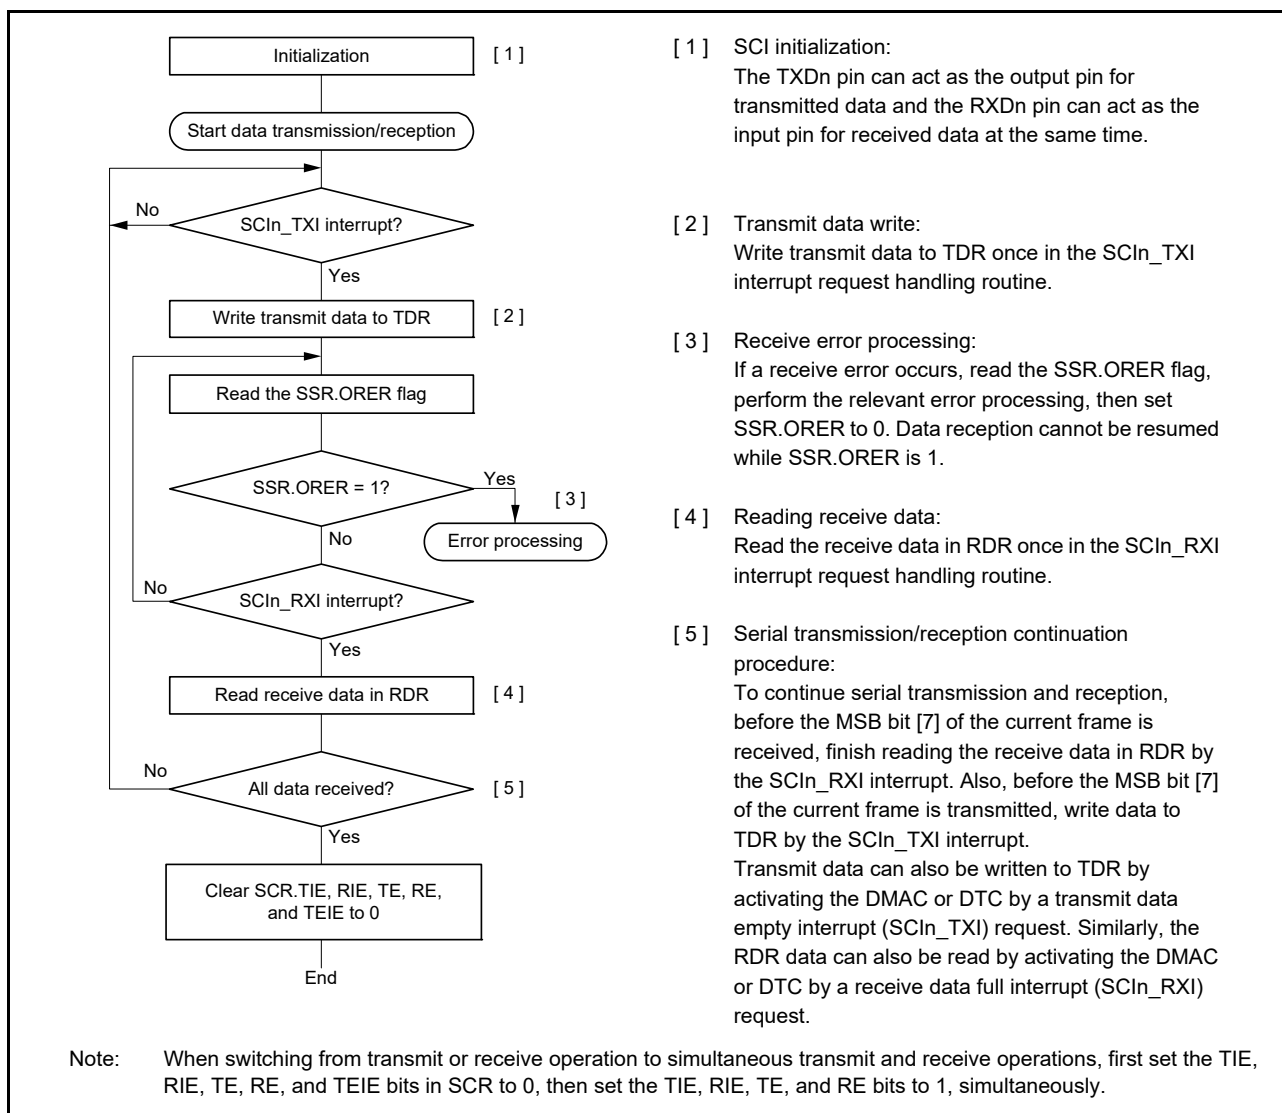 Initialization
[ 1 ]
Start data transmission/reception
No
SCIn_TXI interrupt?
Yes
Write transmit data to TDR
[ 2 ]
Read the SSR.ORER flag
SSR.ORER = 1?
Yes
[ 3 ]
Error processing
No
No
SCIn_RXI interrupt?
Yes
Read receive data in RDR
[ 4 ]
No
All data received?
[ 5 ]
Yes
Clear SCR.TIE, RIE, TE, RE,
and TEIE to 0
End
[ 1 ] SCI initialization:
The TXDn pin can act as the output pin for
transmitted data and the RXDn pin can act as the
input pin for received data at the same time.
[ 2 ] Transmit data write:
Write transmit data to TDR once in the SCIn_TXI
interrupt request handling routine.
[ 3 ] Receive error processing:
If a receive error occurs, read the SSR.ORER flag,
perform the relevant error processing, then set
SSR.ORER to 0. Data reception cannot be resumed
while SSR.ORER is 1.
[ 4 ] Reading receive data:
Read the receive data in RDR once in the SCIn_RXI
interrupt request handling routine.
[ 5 ] Serial transmission/reception continuation
procedure:
To continue serial transmission and reception,
before the MSB bit [7] of the current frame is
received, finish reading the receive data in RDR by
the SCIn_RXI interrupt. Also, before the MSB bit [7]
of the current frame is transmitted, write data to
TDR by the SCIn_TXI interrupt.
Transmit data can also be written to TDR by
activating the DMAC or DTC by a transmit data
empty interrupt (SCIn_TXI) request. Similarly, the
RDR data can also be read by activating the DMAC
or DTC by a receive data full interrupt (SCIn_RXI)
request.
Note: When switching from transmit or receive operation to simultaneous transmit and receive operations, first set the TIE,
RIE, TE, RE, and TEIE bits in SCR to 0, then set the TIE, RIE, TE, and RE bits to 1, simultaneously.